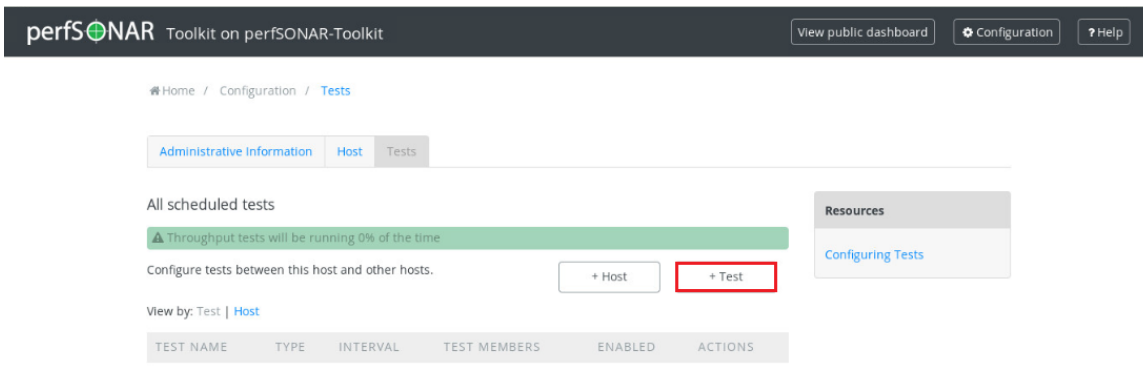 perfSONAR Toolkit on perfSONAR-Toolkit
View public dashboard
Configuration
? Help
Home / Configuration / Tests
Administrative Information
Host
Tests
All scheduled tests
Throughput tests will be running 0% of the time
Configure tests between this host and other hosts.
+ Host
+ Test
View by: Test | Host
TEST NAME TYPE INTERVAL TEST MEMBERS ENABLED ACTIONS
Resources
Configuring Tests